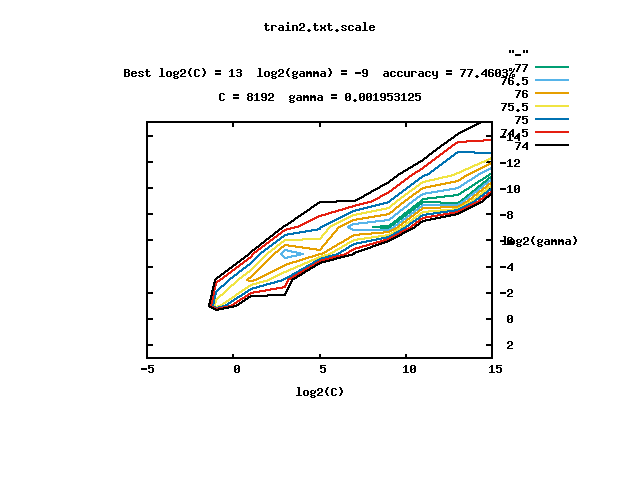 train2.txt.scale
"-"
Best log2(C) = 13 log2(gamma) = -9 accuracy = 77.4603%
C = 8192 gamma = 0.001953125
77
76.5
76
75.5
75
74.5
74
-14
-12
-10
-8
-6
log2(gamma)
-4
-2
0
2
-5 0 5 10 15
log2(C)